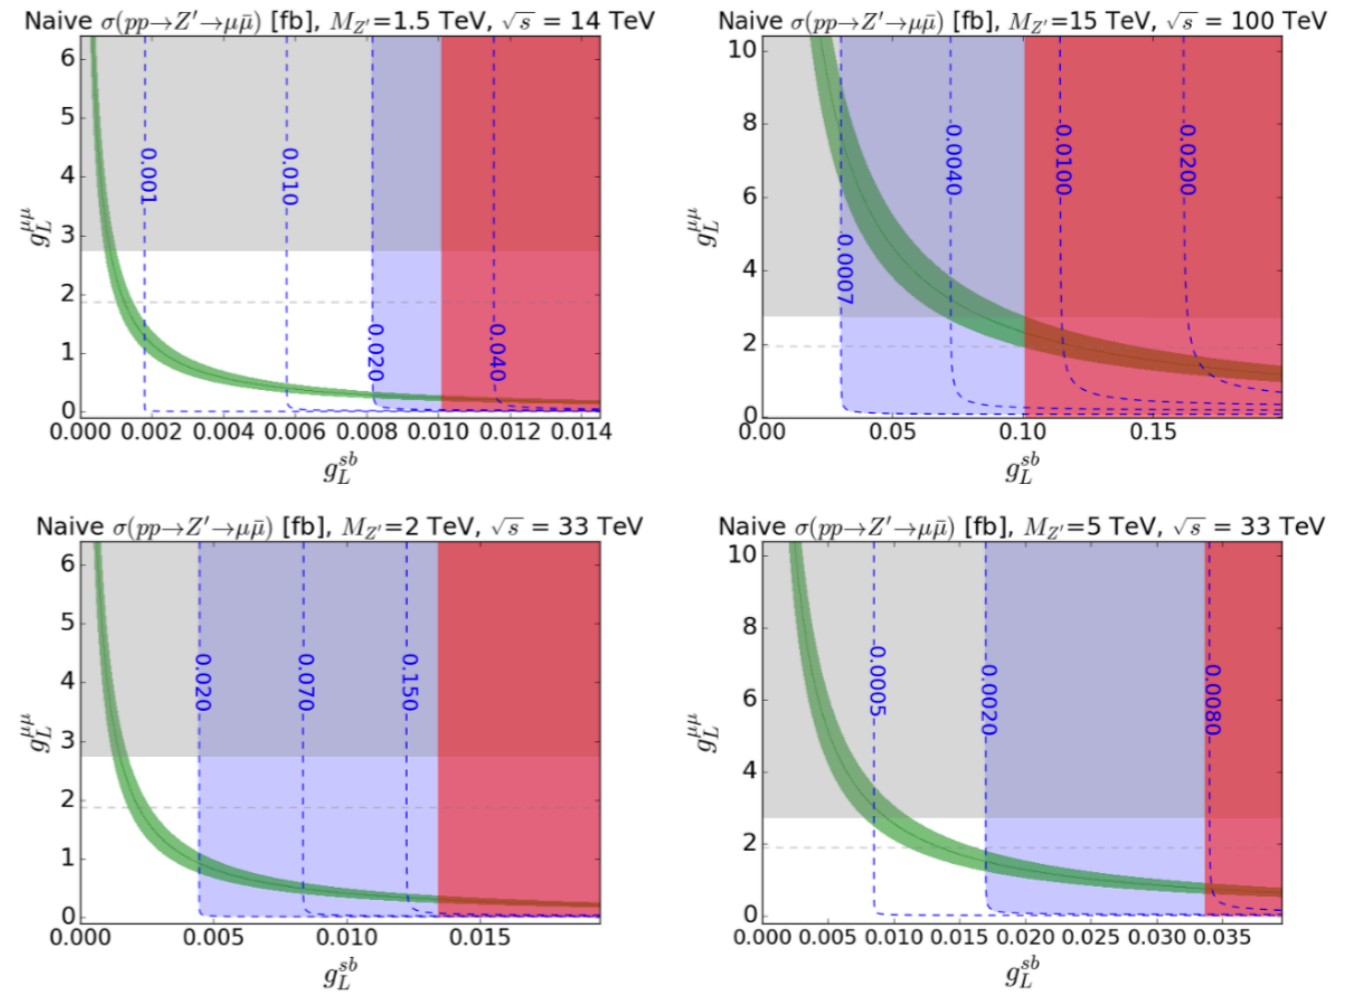 Naive σ(pp→Z′→μμ̄) [fb], M_Z′=1.5 TeV, √s = 14 TeV
6
5
4
3
2
1
0
g_L^μμ
0.001
0.010
0.020
0.040
0.000 0.002 0.004 0.006 0.008 0.010 0.012 0.014
g_L^sb
Naive σ(pp→Z′→μμ̄) [fb], M_Z′=15 TeV, √s = 100 TeV
10
8
6
4
2
0
g_L^μμ
0.0007
0.0040
0.0100
0.0200
0.00 0.05 0.10 0.15
g_L^sb
Naive σ(pp→Z′→μμ̄) [fb], M_Z′=2 TeV, √s = 33 TeV
6
5
4
3
2
1
0
g_L^μμ
0.020
0.070
0.150
0.000 0.005 0.010 0.015
g_L^sb
Naive σ(pp→Z′→μμ̄) [fb], M_Z′=5 TeV, √s = 33 TeV
10
8
6
4
2
0
g_L^μμ
0.0005
0.0020
0.0080
0.000 0.005 0.010 0.015 0.020 0.025 0.030 0.035
g_L^sb